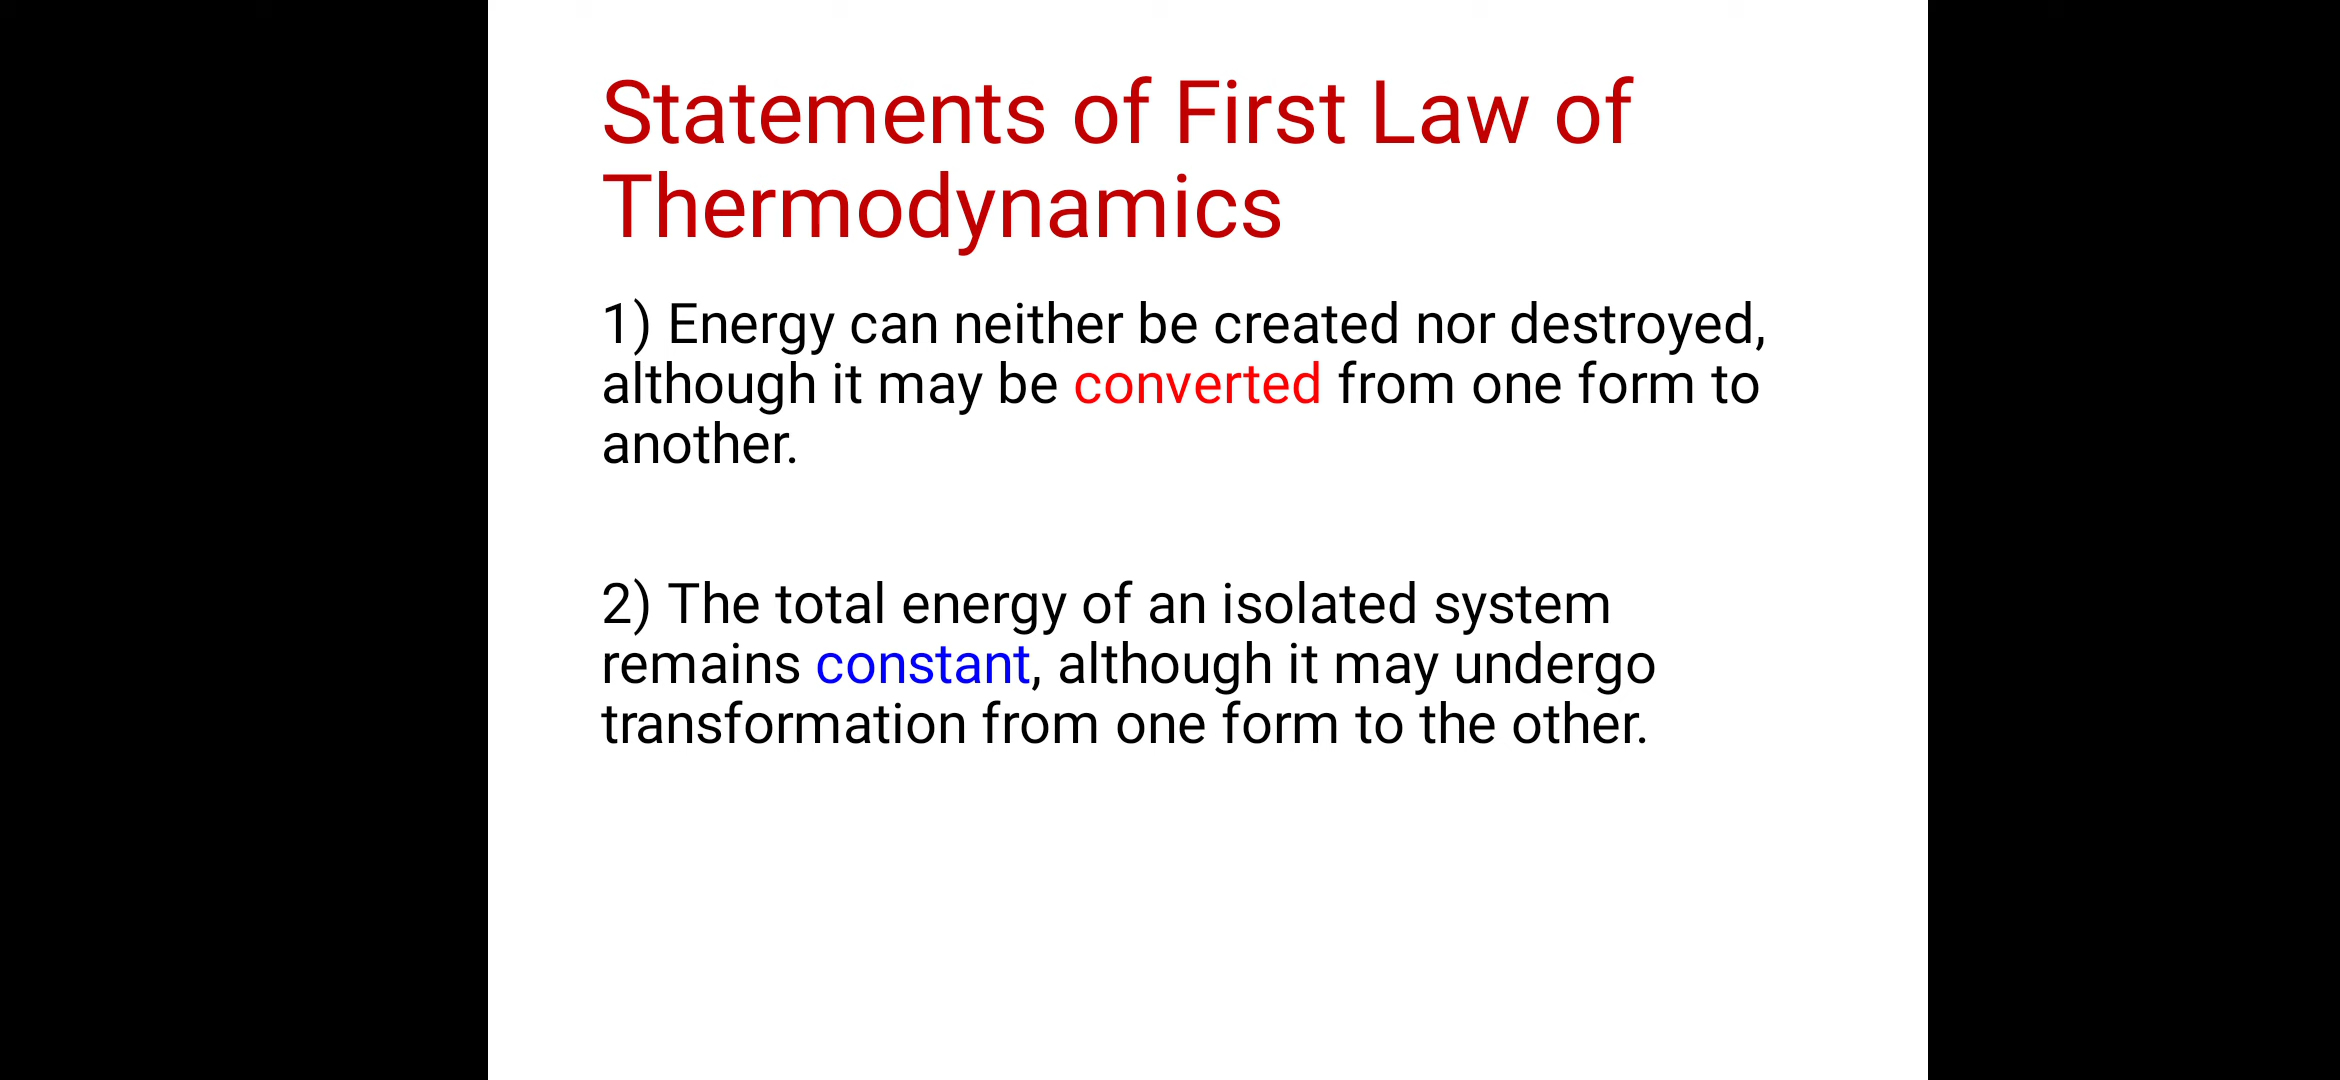 Statements of First Law of
Thermodynamics
1) Energy can neither be created nor destroyed,
although it may be converted from one form to
another.
2) The total energy of an isolated system
remains constant, although it may undergo
transformation from one form to the other.